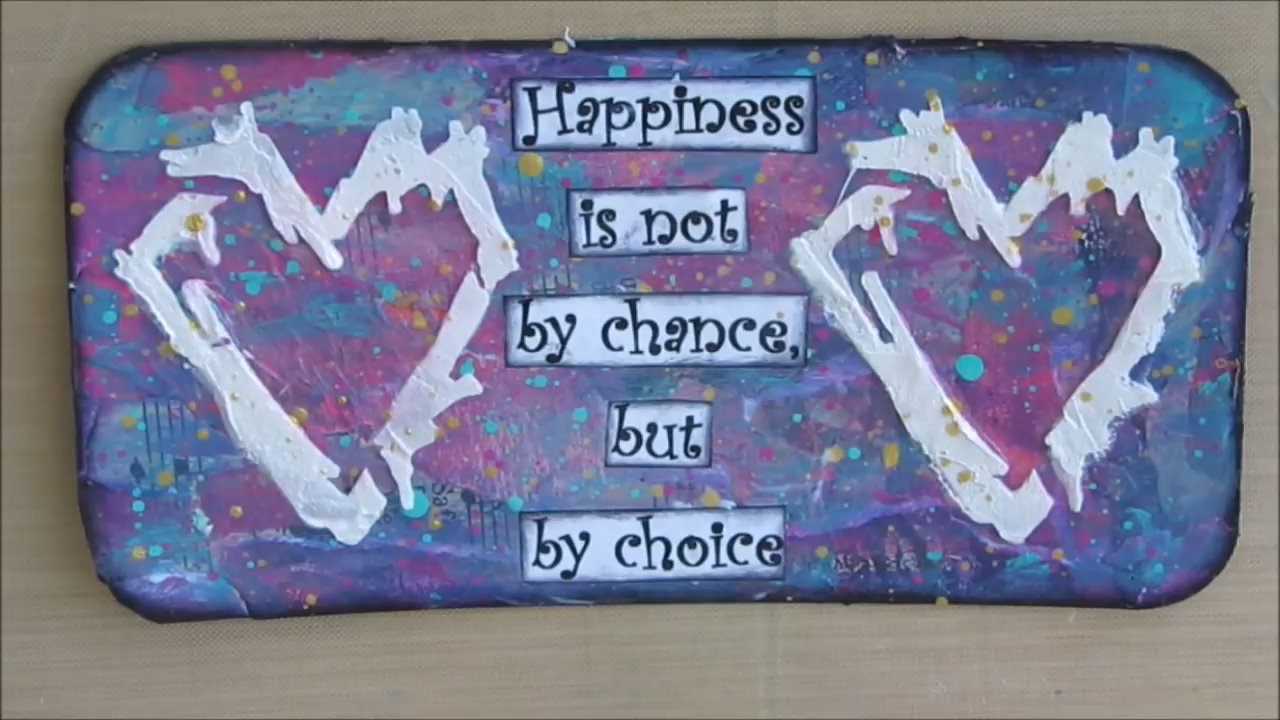 Happiness
is not
by chance,
but
by choice